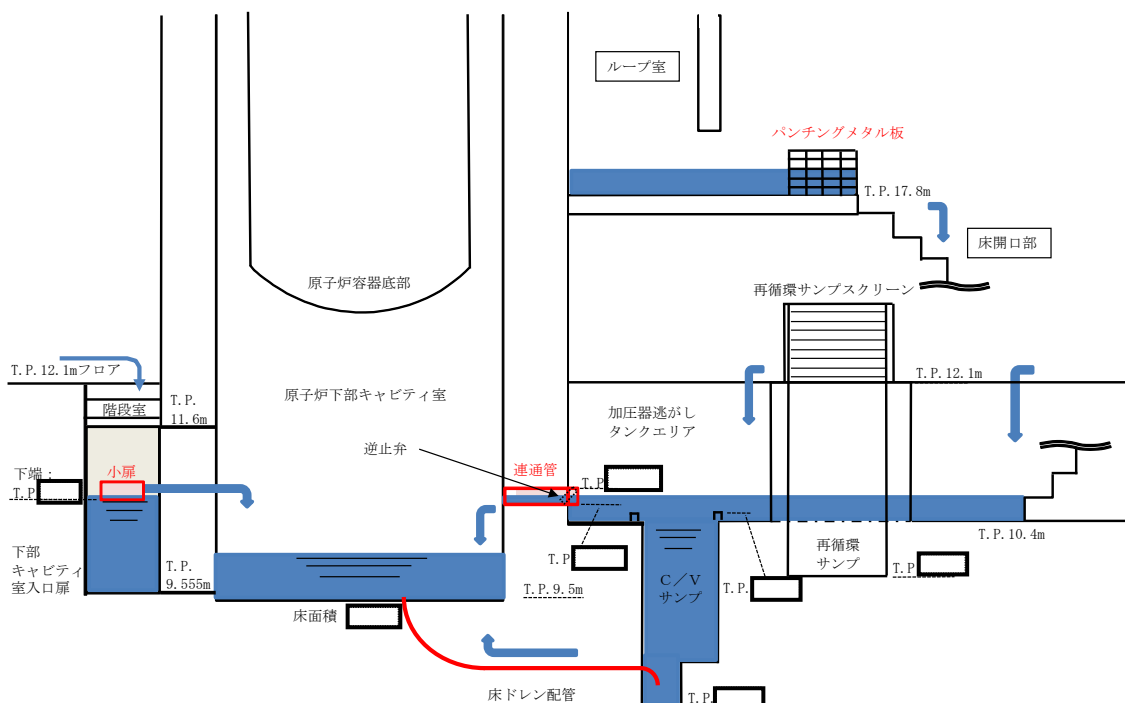 ループ室
パンチングメタル板
T.P.17.8m
床開口部
原子炉容器底部
再循環サンプスクリーン
T.P.12.1mフロア
T.P.12.1m
階段室
T.P.
11.6m
原子炉下部キャビティ室
加圧器逃がし
タンクエリア
逆止弁
連通管
下端：
T.P
小扉
T.P
T.P.10.4m
下部
キャビティ
室入口扉
T.P.
9.555m
T.P
再循環
サンプ
T.P
C／V
サンプ
T.P.9.5m
T.P.
床面積
床ドレン配管
T.P.